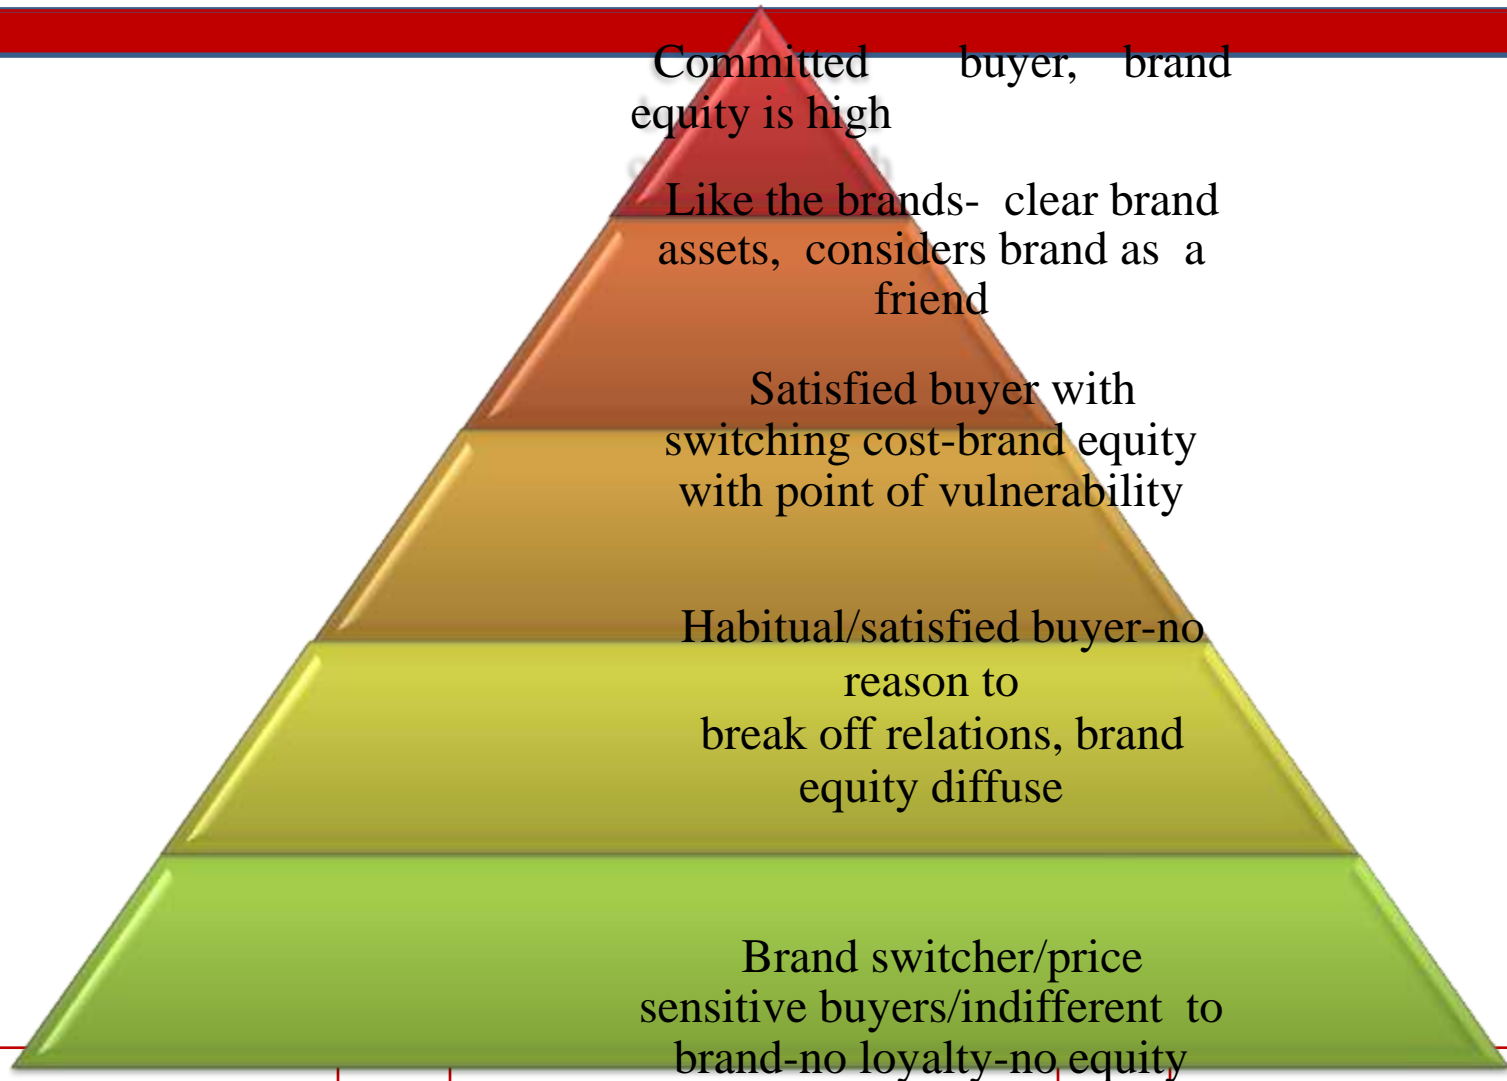 Committed buyer, brand
equity is high
Like the brands- clear brand
assets, considers brand as a
friend
Satisfied buyer with
switching cost-brand equity
with point of vulnerability
Habitual/satisfied buyer-no
reason to
break off relations, brand
equity diffuse
Brand switcher/price
sensitive buyers/indifferent to
brand-no loyalty-no equity